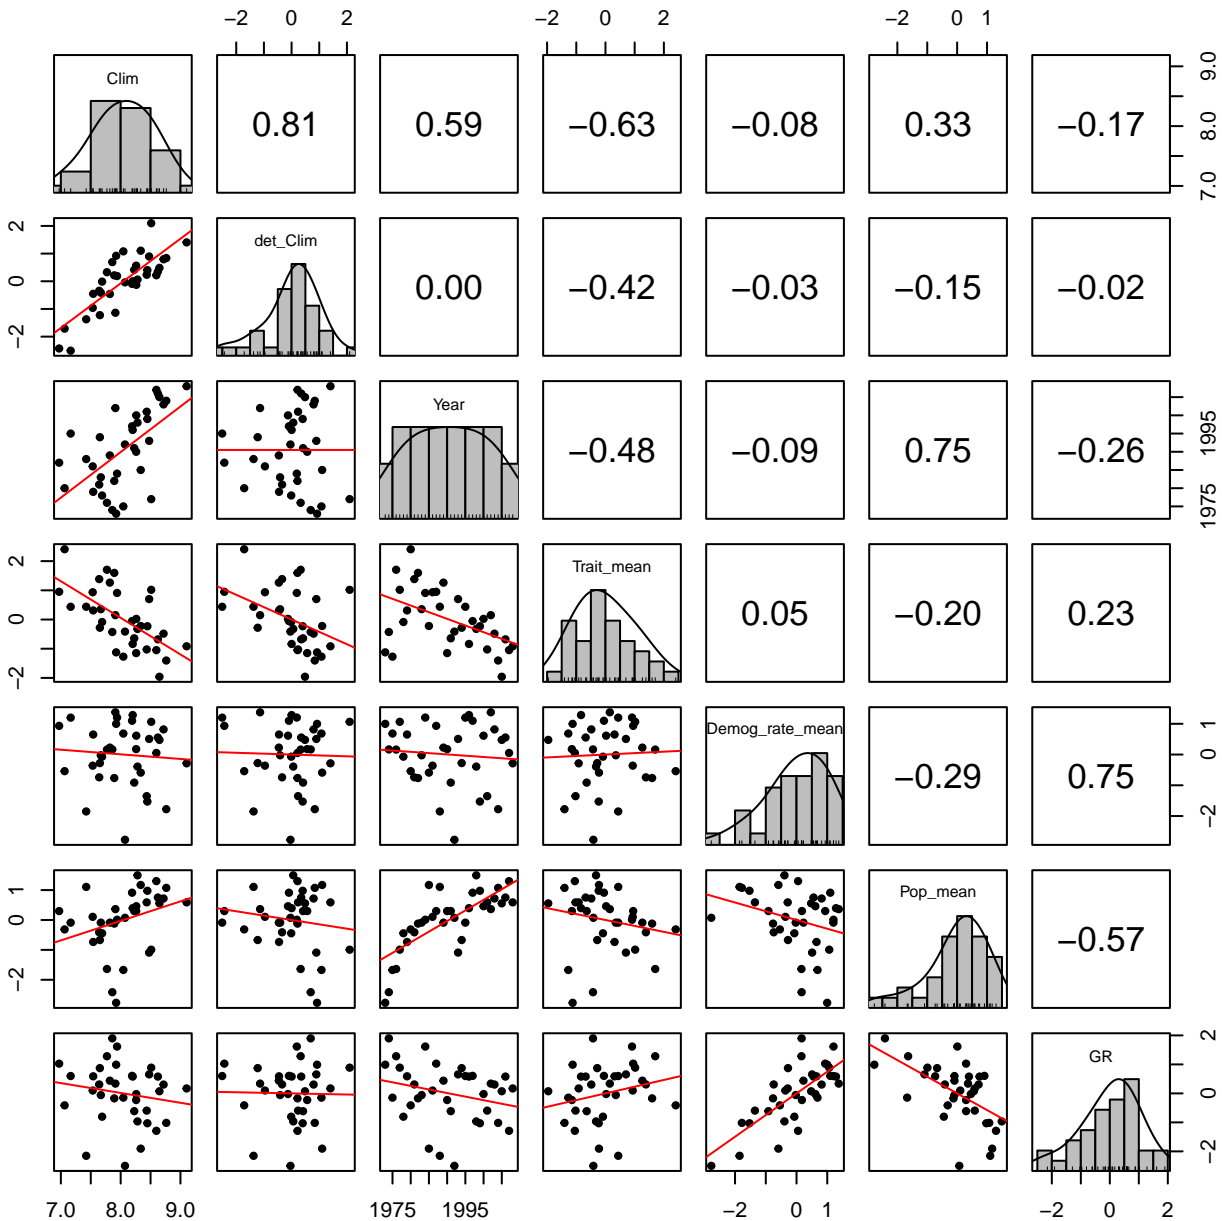 −2 0 2 −2 0 2 −2 0 1
Clim 0.81 0.59 −0.63 −0.08 0.33 −0.17 7.0 8.0 9.0
−2 0 2 det_Clim 0.00 −0.42 −0.03 −0.15 −0.02
Year −0.48 −0.09 0.75 −0.26 1975 1995
−2 0 2 Trait_mean 0.05 −0.20 0.23
Demog_rate_mean −0.29 0.75 −2 0 1
−2 0 1 Pop_mean −0.57
GR −2 0 2
7.0 8.0 9.0 1975 1995 −2 0 1 −2 0 2